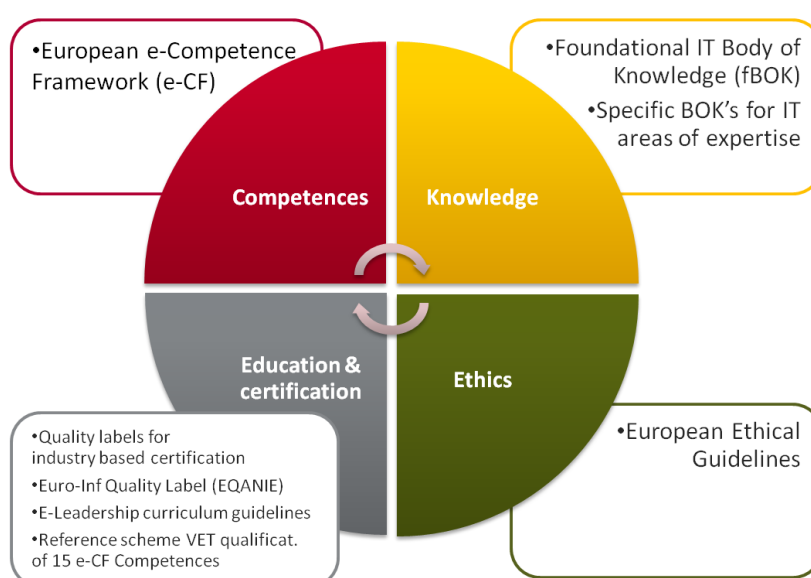 •European e-Competence
Framework (e-CF)
•Foundational IT Body of
Knowledge (fBOK)
•Specific BOK's for IT
areas of expertise
Competences
Knowledge
Education &
certification
Ethics
•Quality labels for
industry based certification
•Euro-Inf Quality Label (EQANIE)
•E-Leadership curriculum guidelines
•Reference scheme VET qualificat.
of 15 e-CF Competences
•European Ethical
Guidelines